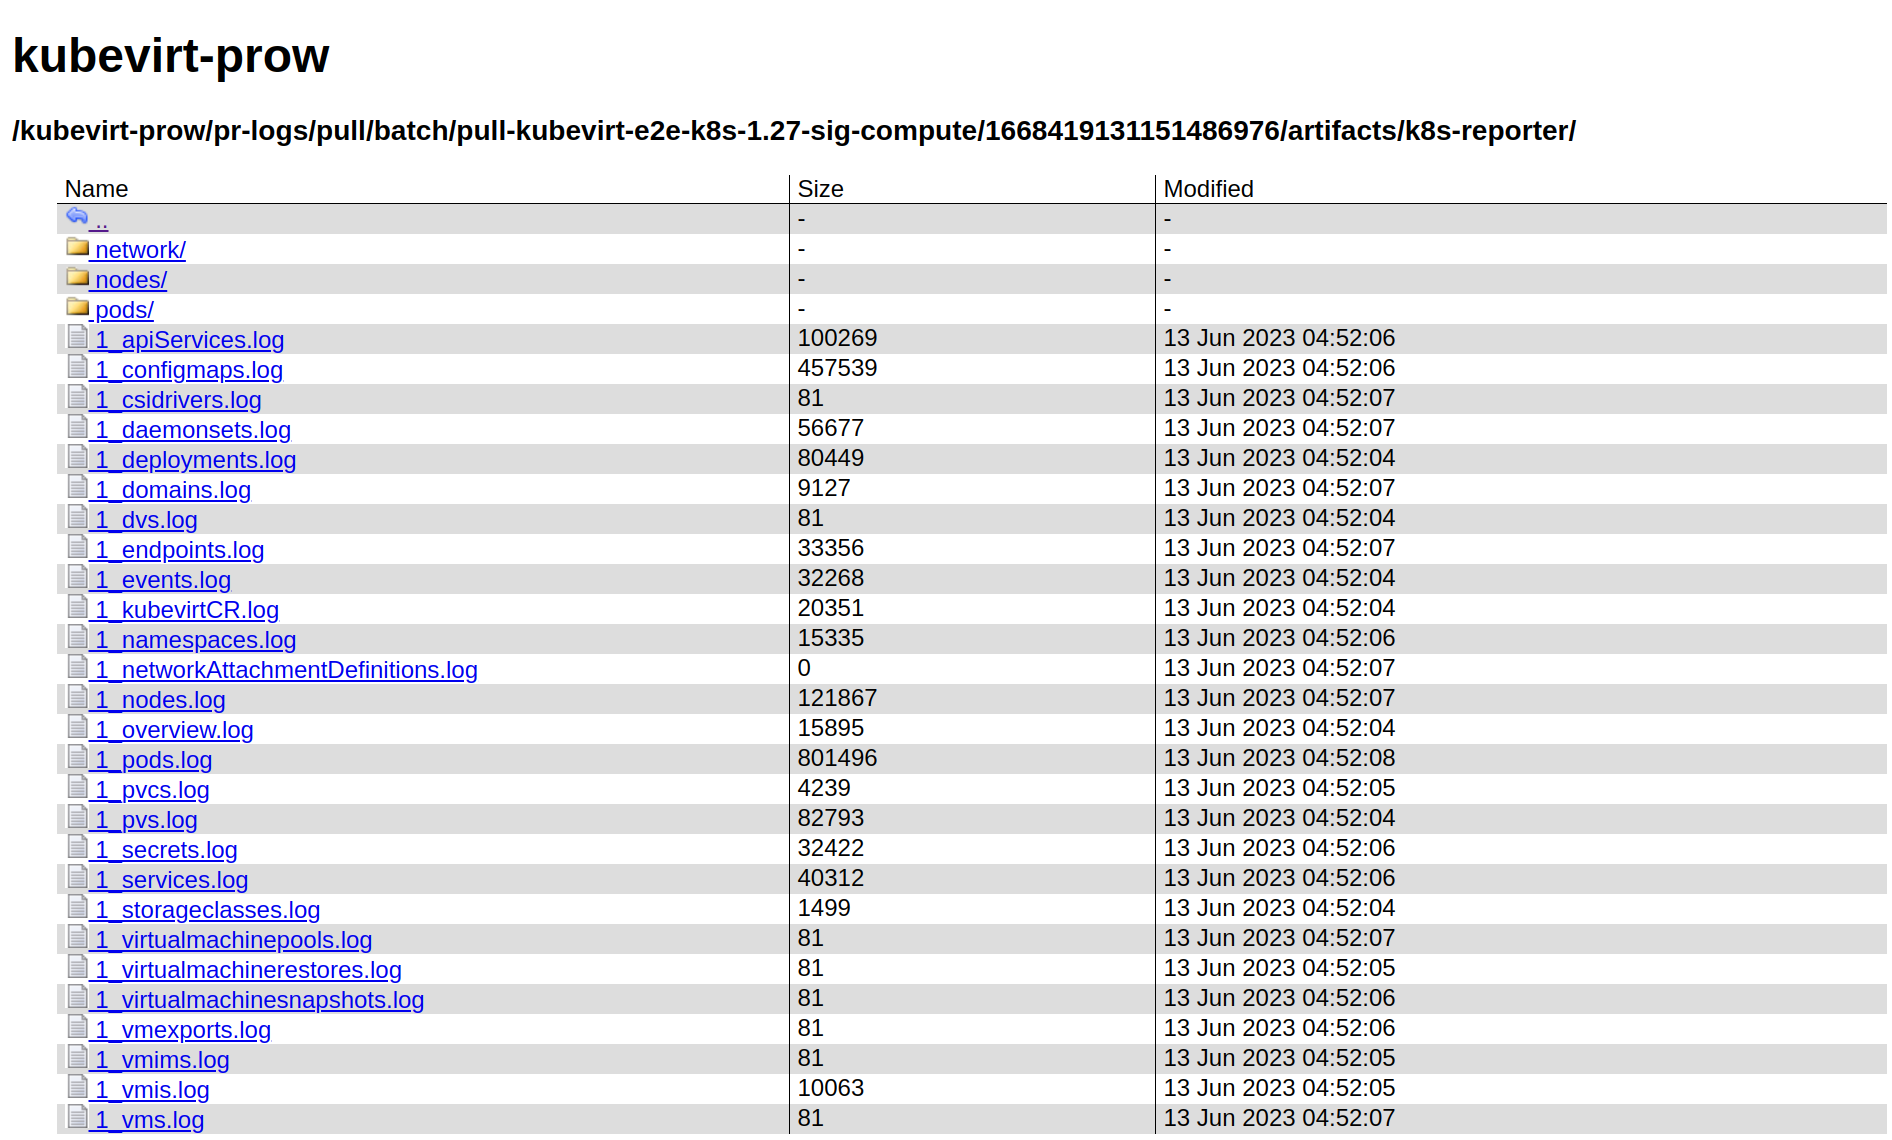 kubevirt-prow
/kubevirt-prow/pr-logs/pull/batch/pull-kubevirt-e2e-k8s-1.27-sig-compute/1668419131151486976/artifacts/k8s-reporter/
Name Size Modified
.. - -
network/ - -
nodes/ - -
pods/ - -
1_apiServices.log 100269 13 Jun 2023 04:52:06
1_configmaps.log 457539 13 Jun 2023 04:52:06
1_csidrivers.log 81 13 Jun 2023 04:52:07
1_daemonsets.log 56677 13 Jun 2023 04:52:07
1_deployments.log 80449 13 Jun 2023 04:52:04
1_domains.log 9127 13 Jun 2023 04:52:07
1_dvs.log 81 13 Jun 2023 04:52:04
1_endpoints.log 33356 13 Jun 2023 04:52:07
1_events.log 32268 13 Jun 2023 04:52:04
1_kubevirtCR.log 20351 13 Jun 2023 04:52:04
1_namespaces.log 15335 13 Jun 2023 04:52:06
1_networkAttachmentDefinitions.log 0 13 Jun 2023 04:52:07
1_nodes.log 121867 13 Jun 2023 04:52:07
1_overview.log 15895 13 Jun 2023 04:52:04
1_pods.log 801496 13 Jun 2023 04:52:08
1_pvcs.log 4239 13 Jun 2023 04:52:05
1_pvs.log 82793 13 Jun 2023 04:52:04
1_secrets.log 32422 13 Jun 2023 04:52:06
1_services.log 40312 13 Jun 2023 04:52:06
1_storageclasses.log 1499 13 Jun 2023 04:52:04
1_virtualmachinepools.log 81 13 Jun 2023 04:52:07
1_virtualmachinerestores.log 81 13 Jun 2023 04:52:05
1_virtualmachinesnapshots.log 81 13 Jun 2023 04:52:06
1_vmexports.log 81 13 Jun 2023 04:52:06
1_vmims.log 81 13 Jun 2023 04:52:05
1_vmis.log 10063 13 Jun 2023 04:52:05
1_vms.log 81 13 Jun 2023 04:52:07